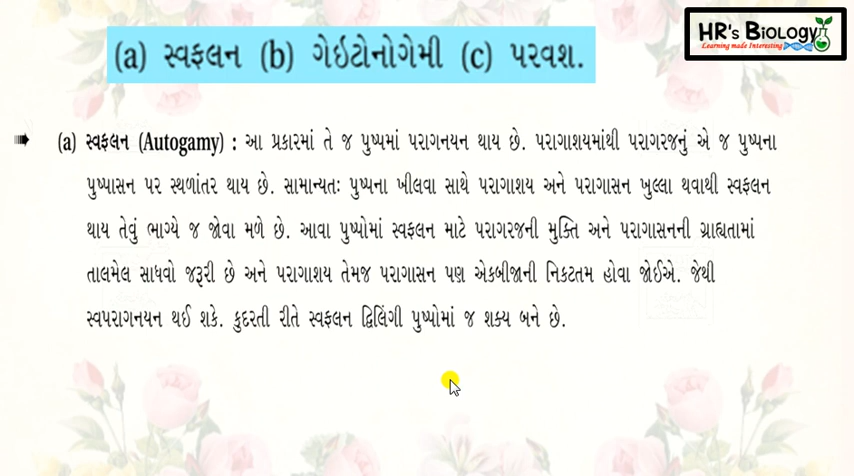 HR's Biology
Learning made Interesting
(a) સ્વફલન (b) ગેઇટોનોગેમી (c) પરવશ.
(a) સ્વફલન (Autogamy) : આ પ્રકારમાં તે જ પુષ્પમાં પરાગનયન થાય છે. પરાગાશયમાંથી પરાગરજનું એ જ પુષ્પના
પુષ્પાસન પર સ્થળાંતર થાય છે. સામાન્યતઃ પુષ્પના ખીલવા સાથે પરાગાશય અને પરાગાસન ખુલ્લા થવાથી સ્વફલન
થાય તેવું ભાગ્યે જ જોવા મળે છે. આવા પુષ્પોમાં સ્વફલન માટે પરાગરજની મુક્તિ અને પરાગાસનની ગ્રાહ્યતામાં
તાલમેલ સાધવો જરૂરી છે અને પરાગાશય તેમજ પરાગાસન પણ એકબીજાની નિકટતમ હોવા જોઈએ. જેથી
સ્વપરાગનયન થઈ શકે. કુદરતી રીતે સ્વફલન દ્વિલિંગી પુષ્પોમાં જ શક્ય બને છે.